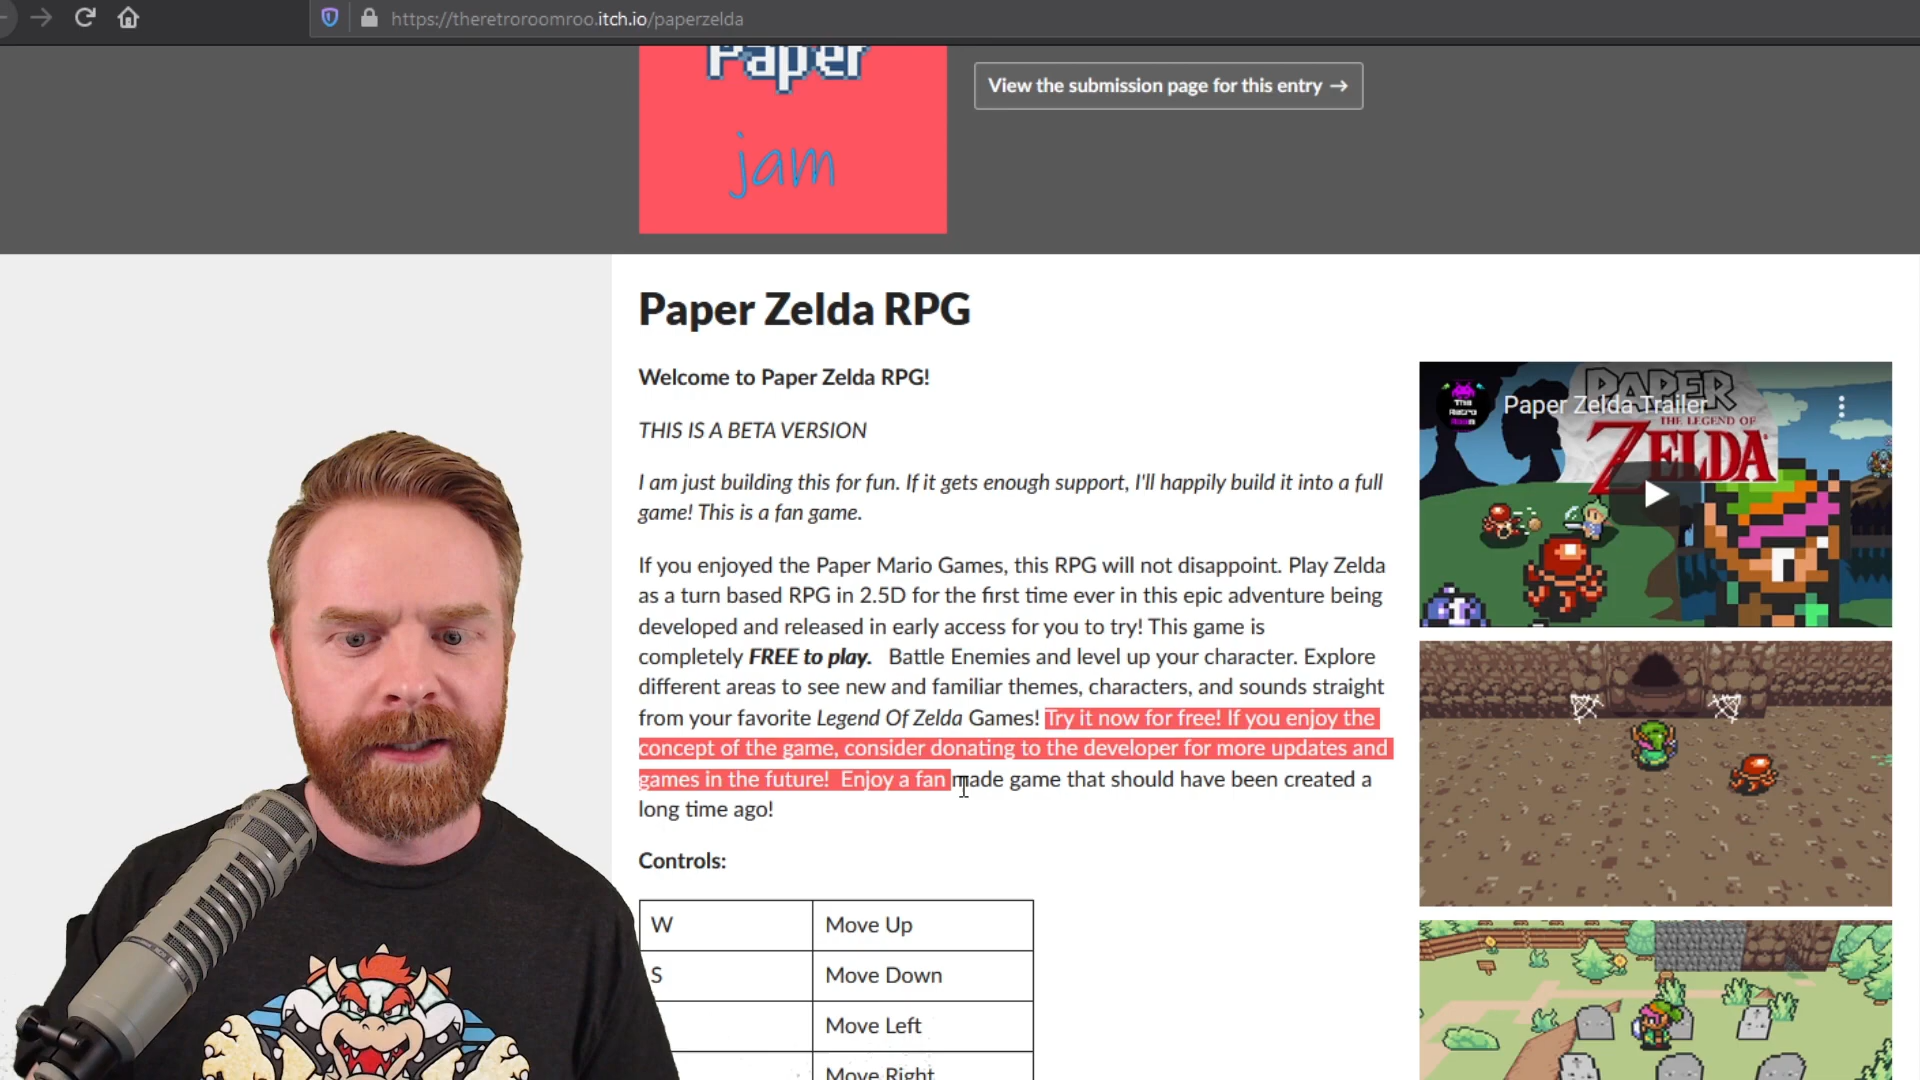 https://theretroroomroo.itch.io/paperzelda
Paper
jam
View the submission page for this entry →
Paper Zelda RPG
Welcome to Paper Zelda RPG!
THIS IS A BETA VERSION
I am just building this for fun. If it gets enough support, I'll happily build it into a full
game! This is a fan game.
If you enjoyed the Paper Mario Games, this RPG will not disappoint. Play Zelda
as a turn based RPG in 2.5D for the first time ever in this epic adventure being
developed and released in early access for you to try! This game is
completely FREE to play. Battle Enemies and level up your character. Explore
different areas to see new and familiar themes, characters, and sounds straight
from your favorite Legend Of Zelda Games! Try it now for free! If you enjoy the
concept of the game, consider donating to the developer for more updates and
games in the future! Enjoy a fan made game that should have been created a
long time ago!
Controls:
W Move Up
S Move Down
Move Left
Move Right
The Retro Room
Paper Zelda Trailer
PAPER
THE LEGEND OF
ZELDA